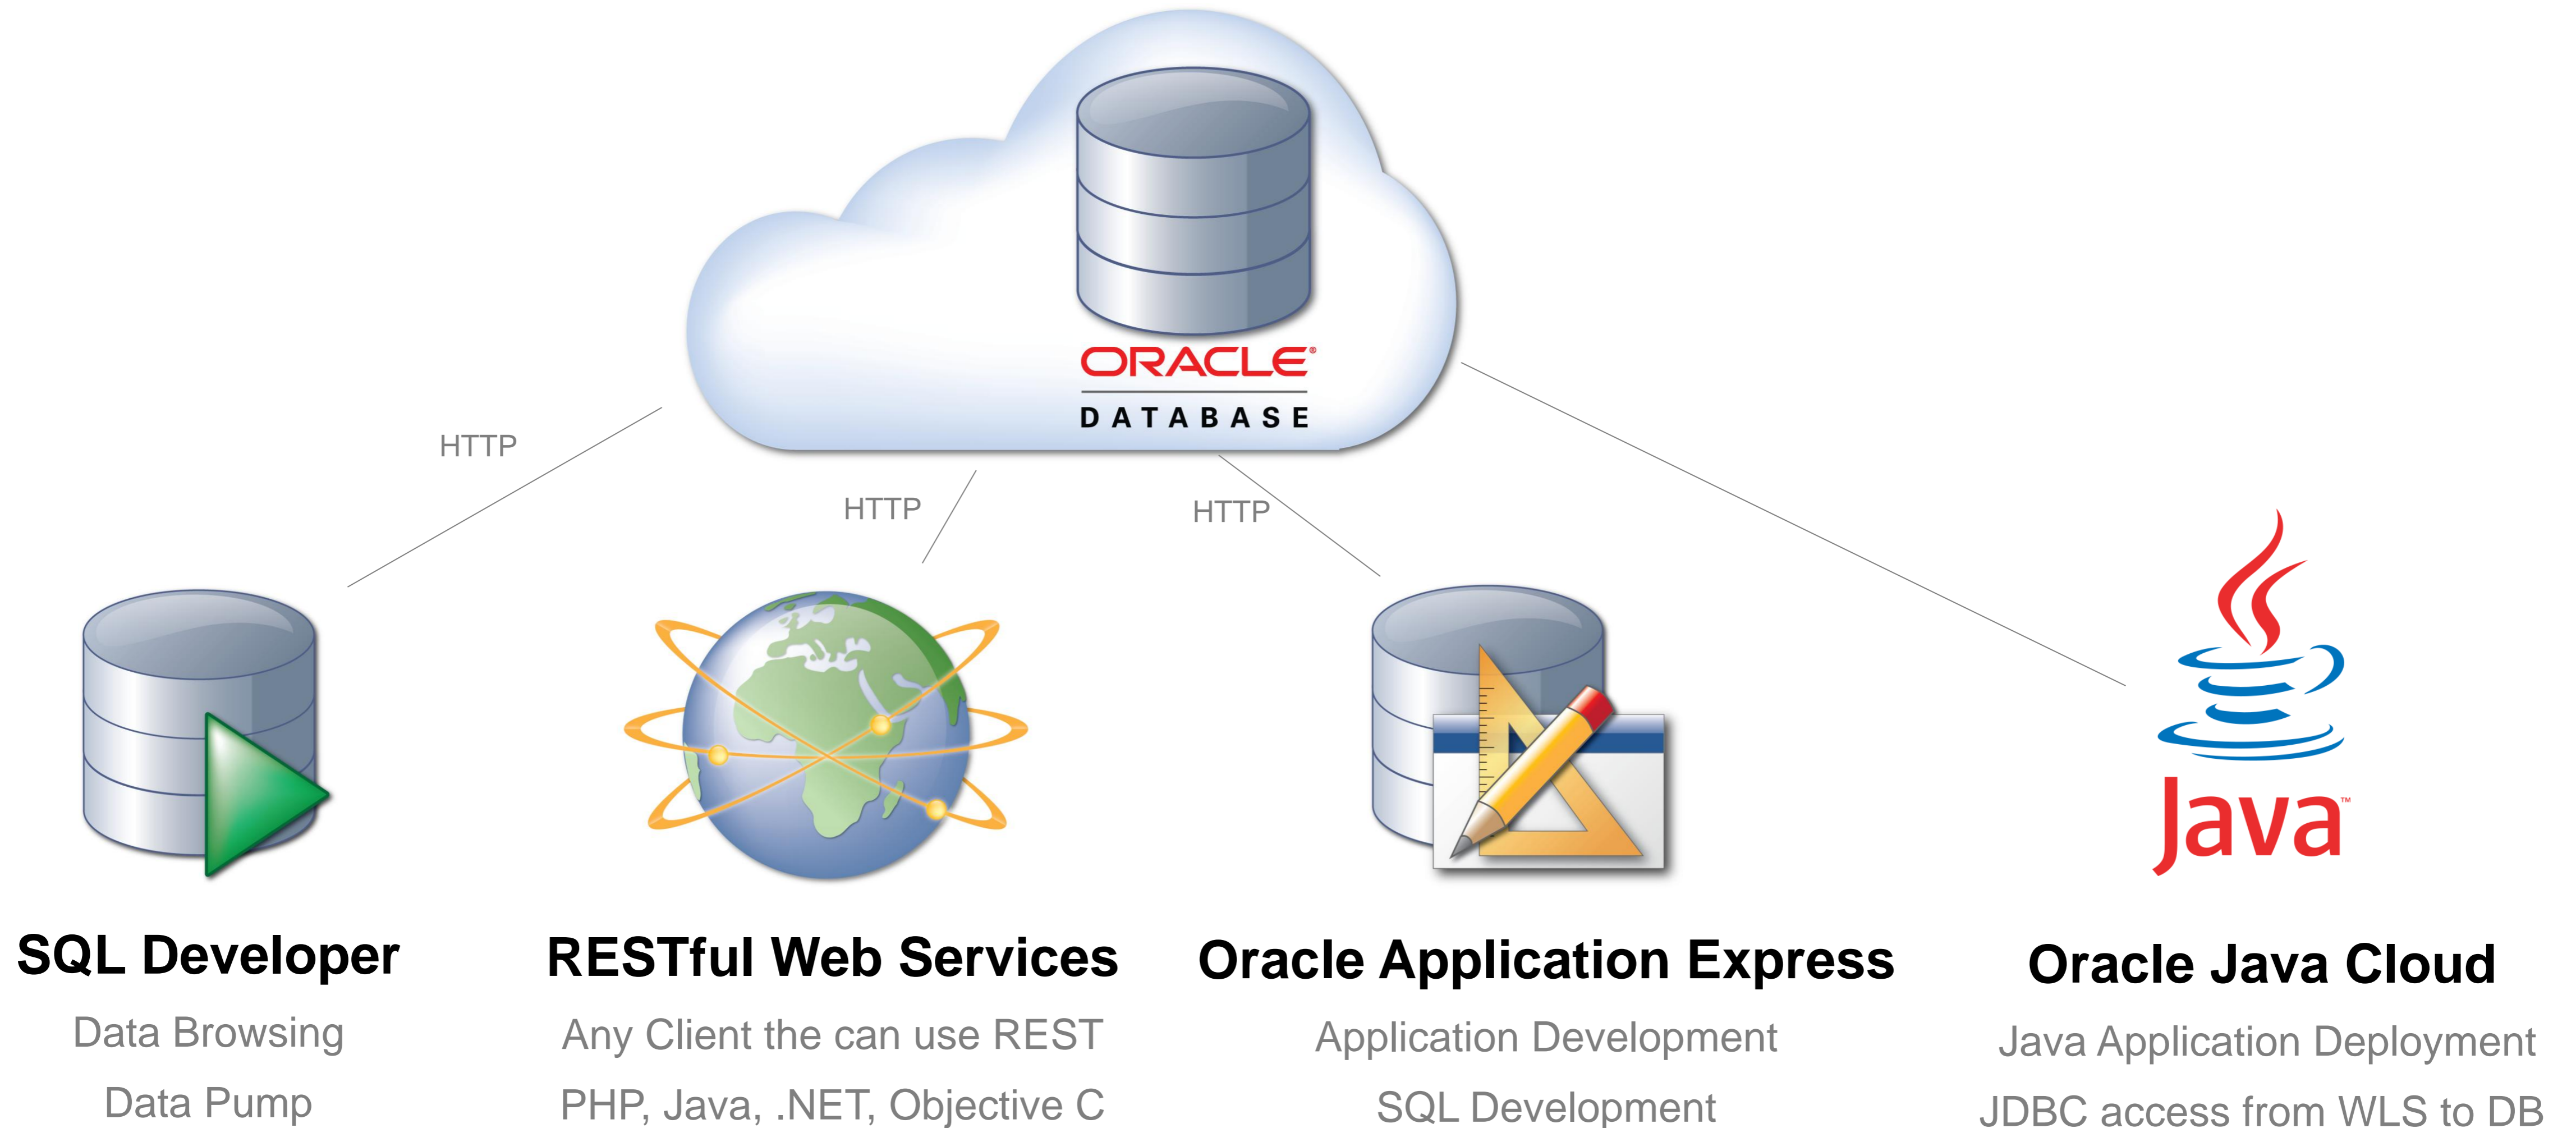 ORACLE®
DATABASE
HTTP
HTTP
HTTP
Java™
SQL Developer
Data Browsing
Data Pump
RESTful Web Services
Any Client the can use REST
PHP, Java, .NET, Objective C
Oracle Application Express
Application Development
SQL Development
Oracle Java Cloud
Java Application Deployment
JDBC access from WLS to DB